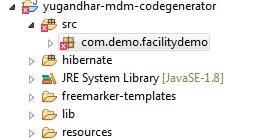 yugandhar-mdm-codegenerator
src
com.demo.facilitydemo
hibernate
JRE System Library [JavaSE-1.8]
freemarker-templates
lib
resources